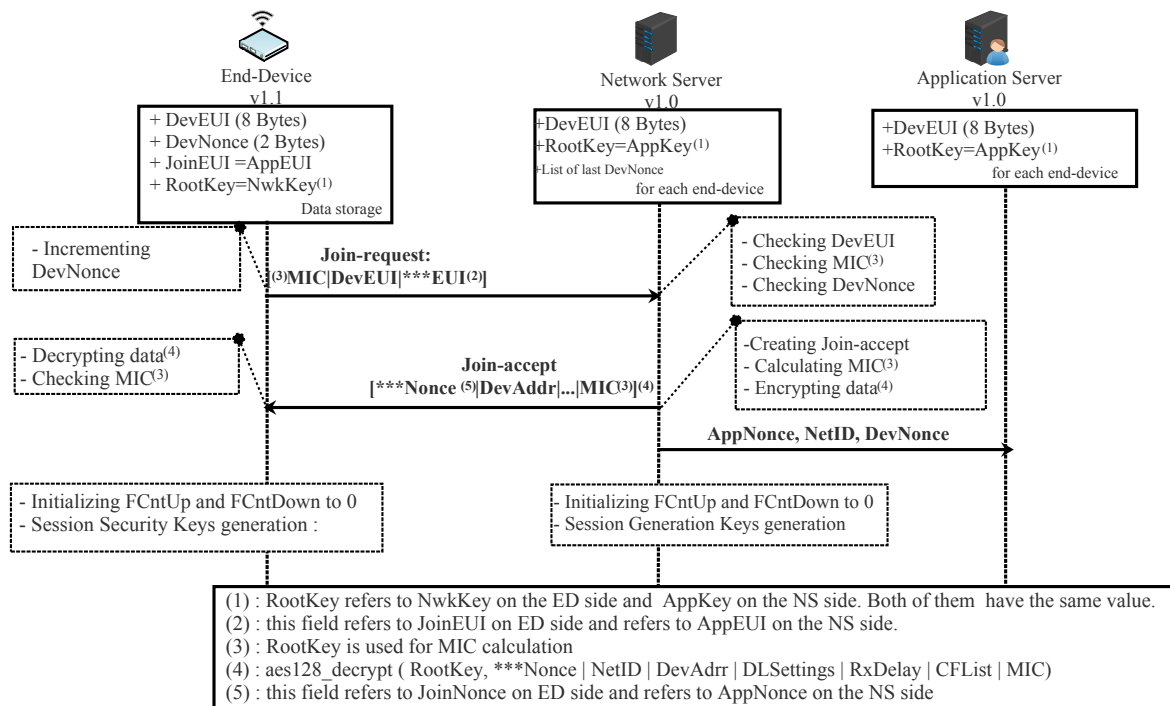 End-Device
v1.1
Network Server
v1.0
Application Server
v1.0
+ DevEUI (8 Bytes)
+ DevNonce (2 Bytes)
+ JoinEUI =AppEUI
+ RootKey=NwkKey(1)
Data storage
+DevEUI (8 Bytes)
+RootKey=AppKey(1)
+List of last DevNonce
for each end-device
+DevEUI (8 Bytes)
+RootKey=AppKey(1)
for each end-device
- Incrementing
DevNonce
Join-request:
[(3)MIC|DevEUI|***EUI(2)]
- Checking DevEUI
- Checking MIC(3)
- Checking DevNonce
- Decrypting data(4)
- Checking MIC(3)
Join-accept
[***Nonce (5)|DevAddr|...|MIC(3)](4)
-Creating Join-accept
- Calculating MIC(3)
- Encrypting data(4)
AppNonce, NetID, DevNonce
- Initializing FCntUp and FCntDown to 0
- Session Security Keys generation :
- Initializing FCntUp and FCntDown to 0
- Session Generation Keys generation
(1) : RootKey refers to NwkKey on the ED side and AppKey on the NS side. Both of them have the same value.
(2) : this field refers to JoinEUI on ED side and refers to AppEUI on the NS side.
(3) : RootKey is used for MIC calculation
(4) : aes128_decrypt ( RootKey, ***Nonce | NetID | DevAdrr | DLSettings | RxDelay | CFList | MIC)
(5) : this field refers to JoinNonce on ED side and refers to AppNonce on the NS side